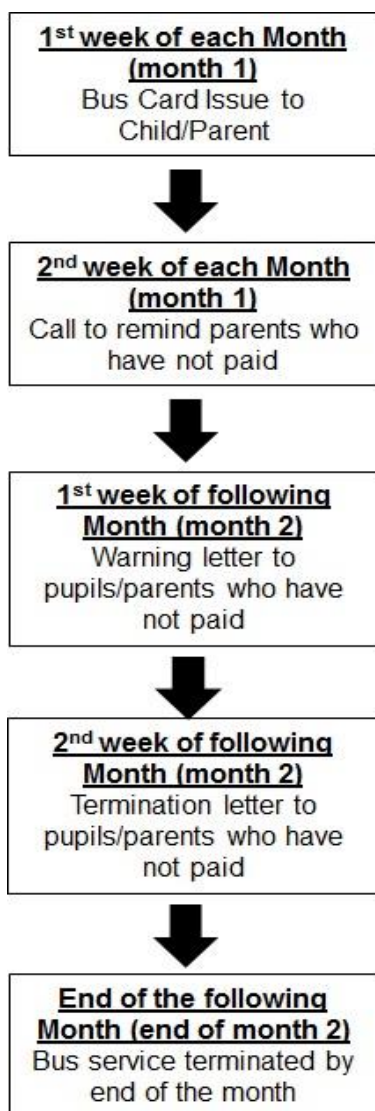 1st week of each Month
(month 1)
Bus Card Issue to
Child/Parent
2nd week of each Month
(month 1)
Call to remind parents who
have not paid
1st week of following
Month (month 2)
Warning letter to
pupils/parents who have
not paid
2nd week of following
Month (month 2)
Termination letter to
pupils/parents who have
not paid
End of the following
Month (end of month 2)
Bus service terminated by
end of the month